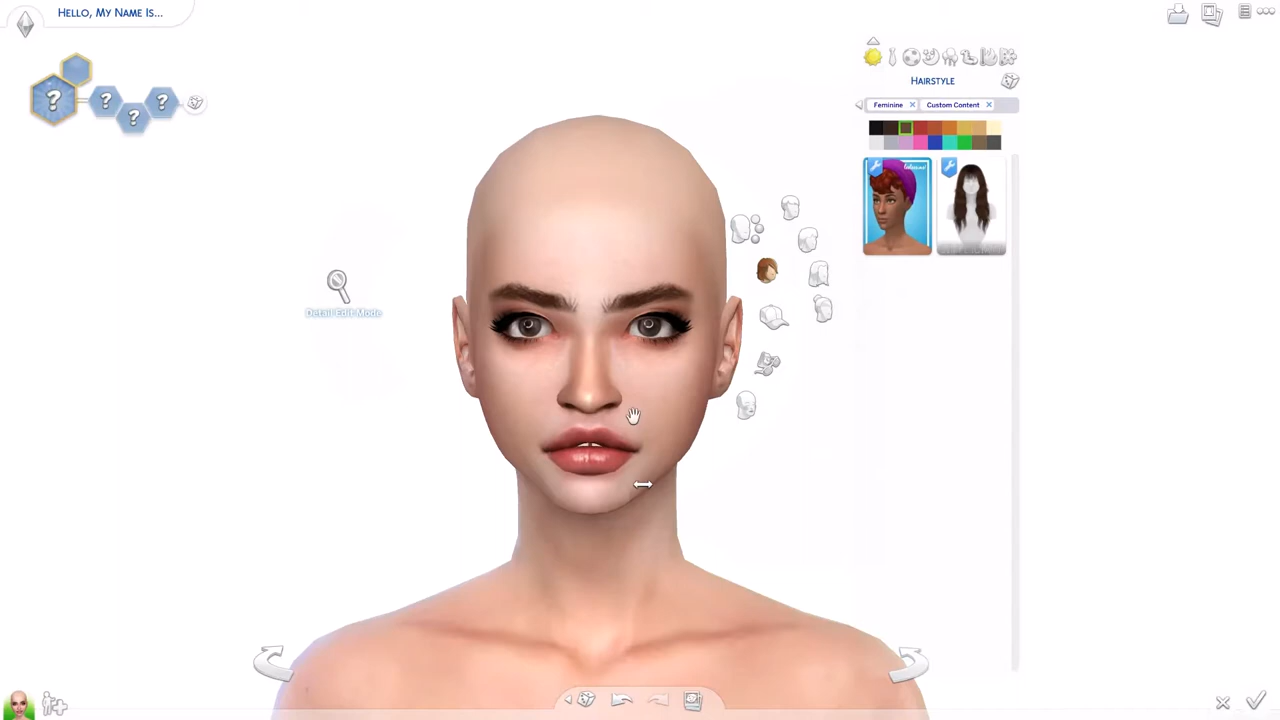 HELLO, MY NAME IS...
HAIRSTYLE
Feminine
Custom Content
Detail Edit Mode